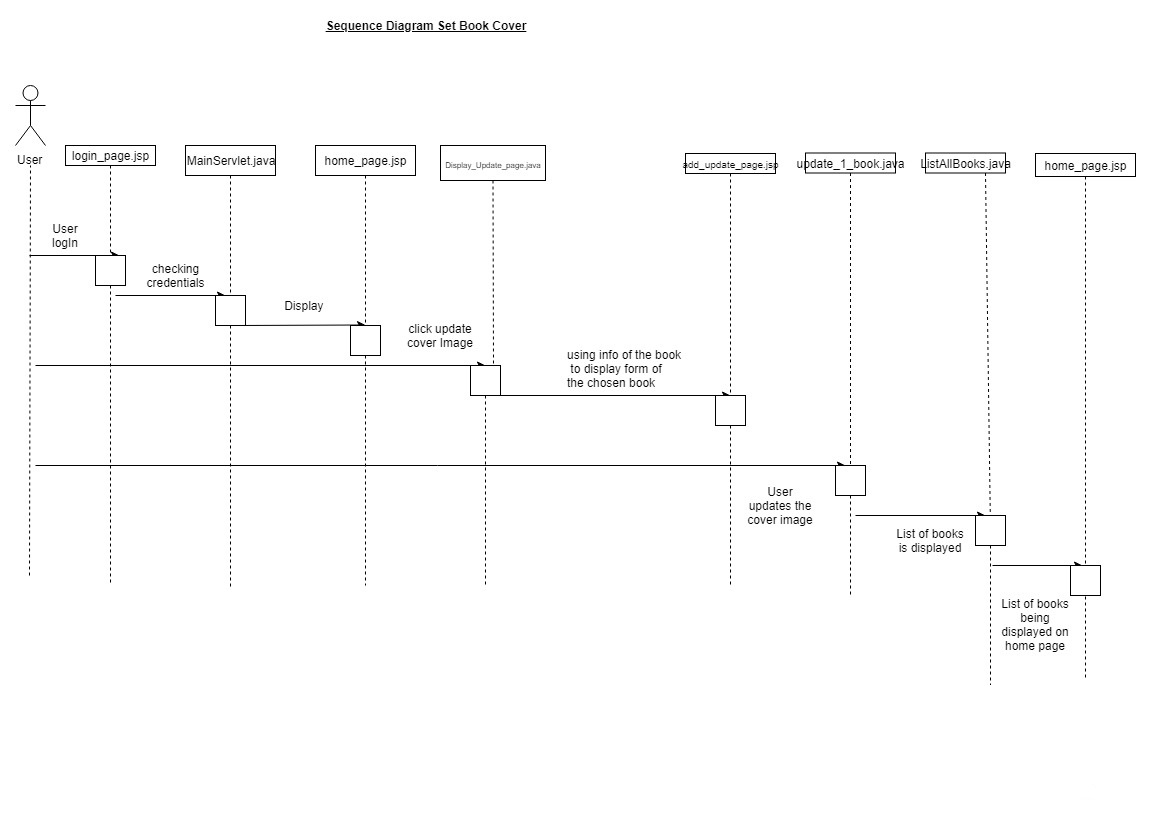 Sequence Diagram Set Book Cover
User
login_page.jsp
MainServlet.java
home_page.jsp
Display_Update_page.java
add_update_page.jsp
update_1_book.java
ListAllBooks.java
home_page.jsp
User
logIn
checking
credentials
Display
click update
cover Image
using info of the book
to display form of
the chosen book
User
updates the
cover image
List of books
is displayed
List of books
being
displayed on
home page